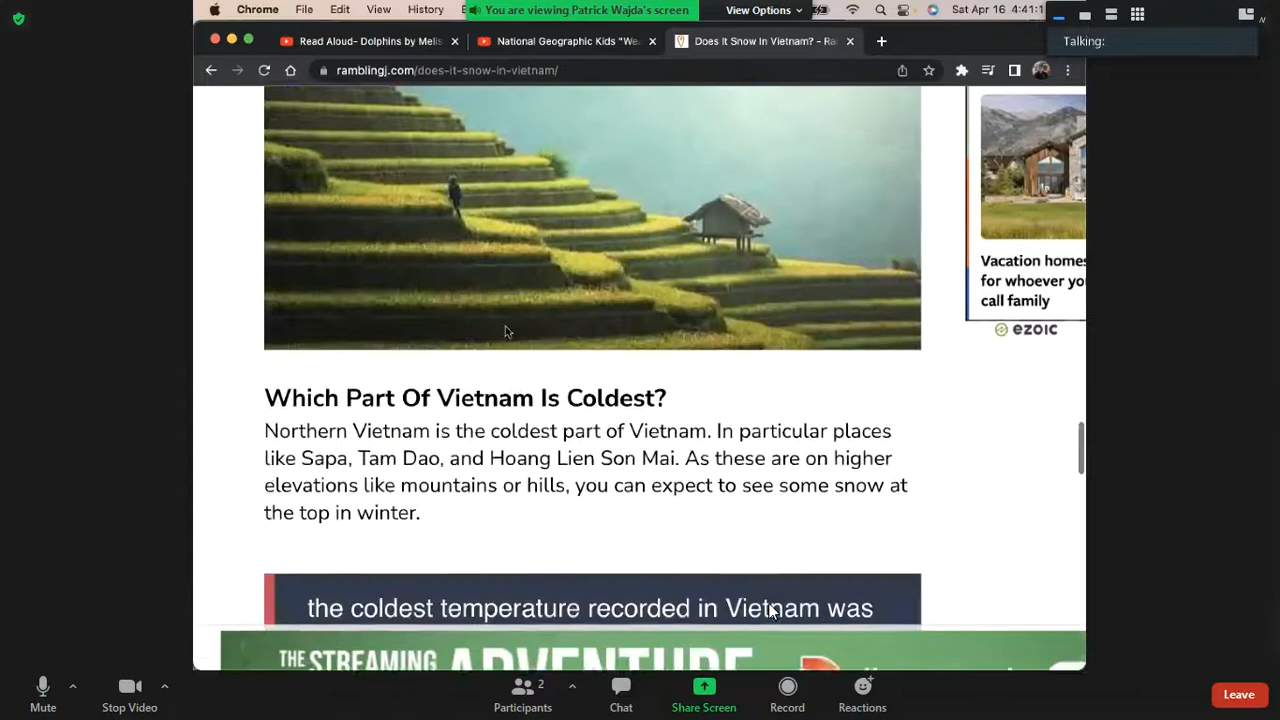 Chrome File Edit View History
You are viewing Patrick Wajda's screen
View Options
Sat Apr 16 4:41:1
Talking:
Read Aloud- Dolphins by Melis
National Geographic Kids "We
Does It Snow In Vietnam? - Ra
ramblingj.com/does-it-snow-in-vietnam/
Vacation homes
for whoever yo
call family
ezoic
Which Part Of Vietnam Is Coldest?
Northern Vietnam is the coldest part of Vietnam. In particular places
like Sapa, Tam Dao, and Hoang Lien Son Mai. As these are on higher
elevations like mountains or hills, you can expect to see some snow at
the top in winter.
the coldest temperature recorded in Vietnam was
THE STREAMING ADVENTURE
Mute
Stop Video
Participants 2
Chat
Share Screen
Record
Reactions
Leave